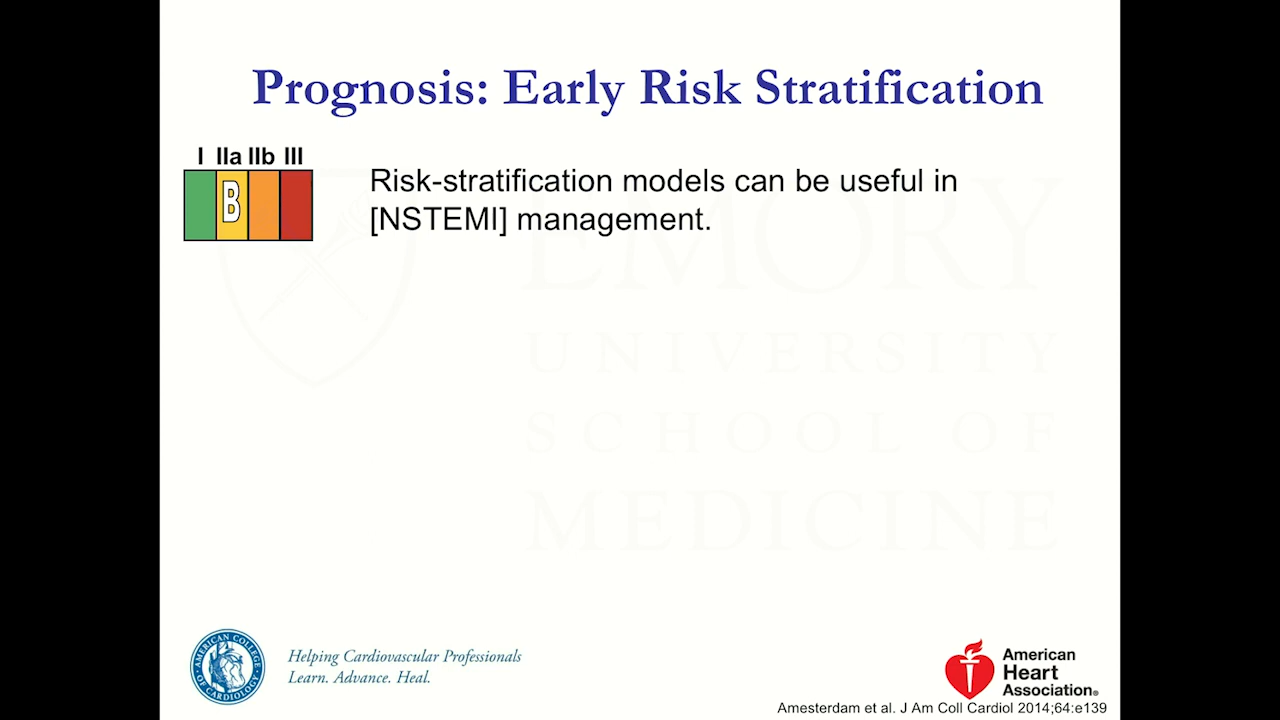 Prognosis: Early Risk Stratification
I IIa IIb III
B
Risk-stratification models can be useful in
[NSTEMI] management.
EMORY
UNIVERSITY
SCHOOL OF
MEDICINE
AMERICAN COLLEGE OF CARDIOLOGY
Helping Cardiovascular Professionals
Learn. Advance. Heal.
American
Heart
Association®
Amesterdam et al. J Am Coll Cardiol 2014;64:e139